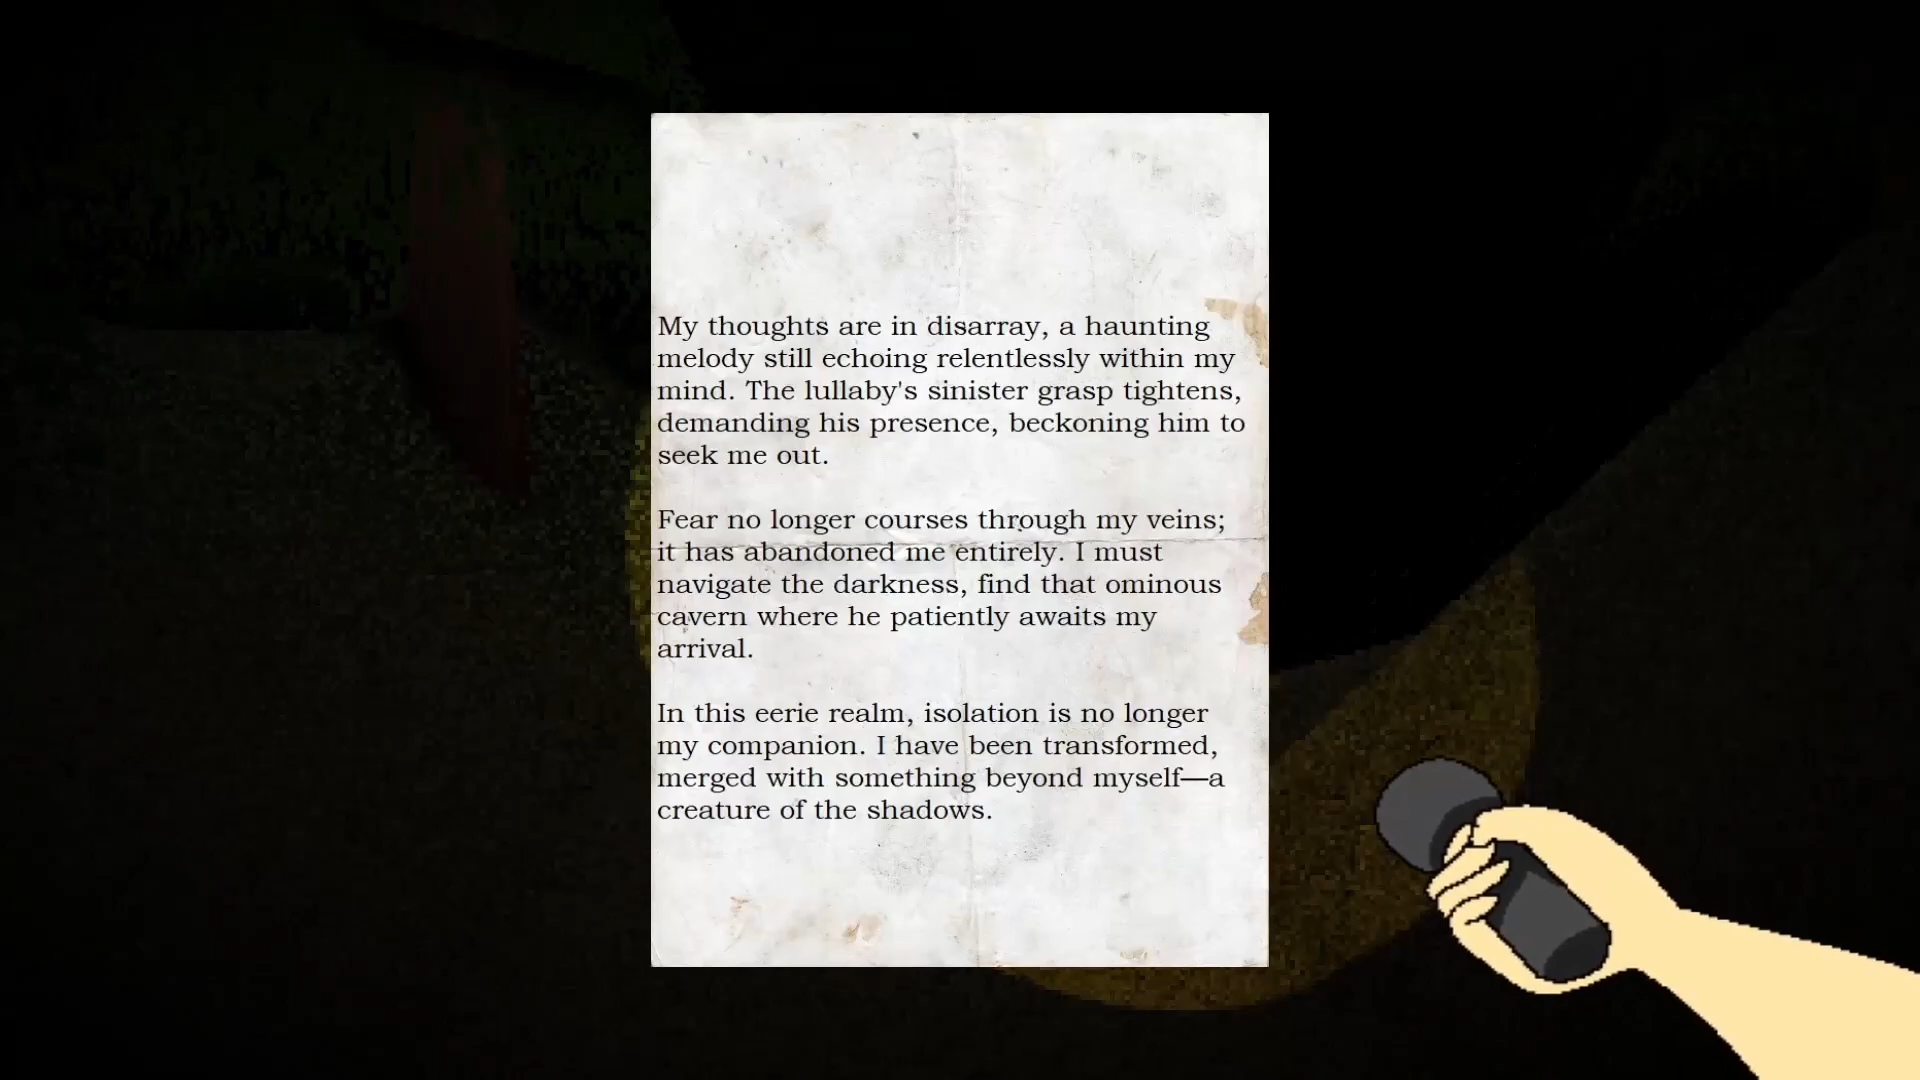 My thoughts are in disarray, a haunting
melody still echoing relentlessly within my
mind. The lullaby's sinister grasp tightens,
demanding his presence, beckoning him to
seek me out.
Fear no longer courses through my veins;
it has abandoned me entirely. I must
navigate the darkness, find that ominous
cavern where he patiently awaits my
arrival.
In this eerie realm, isolation is no longer
my companion. I have been transformed,
merged with something beyond myself—a
creature of the shadows.